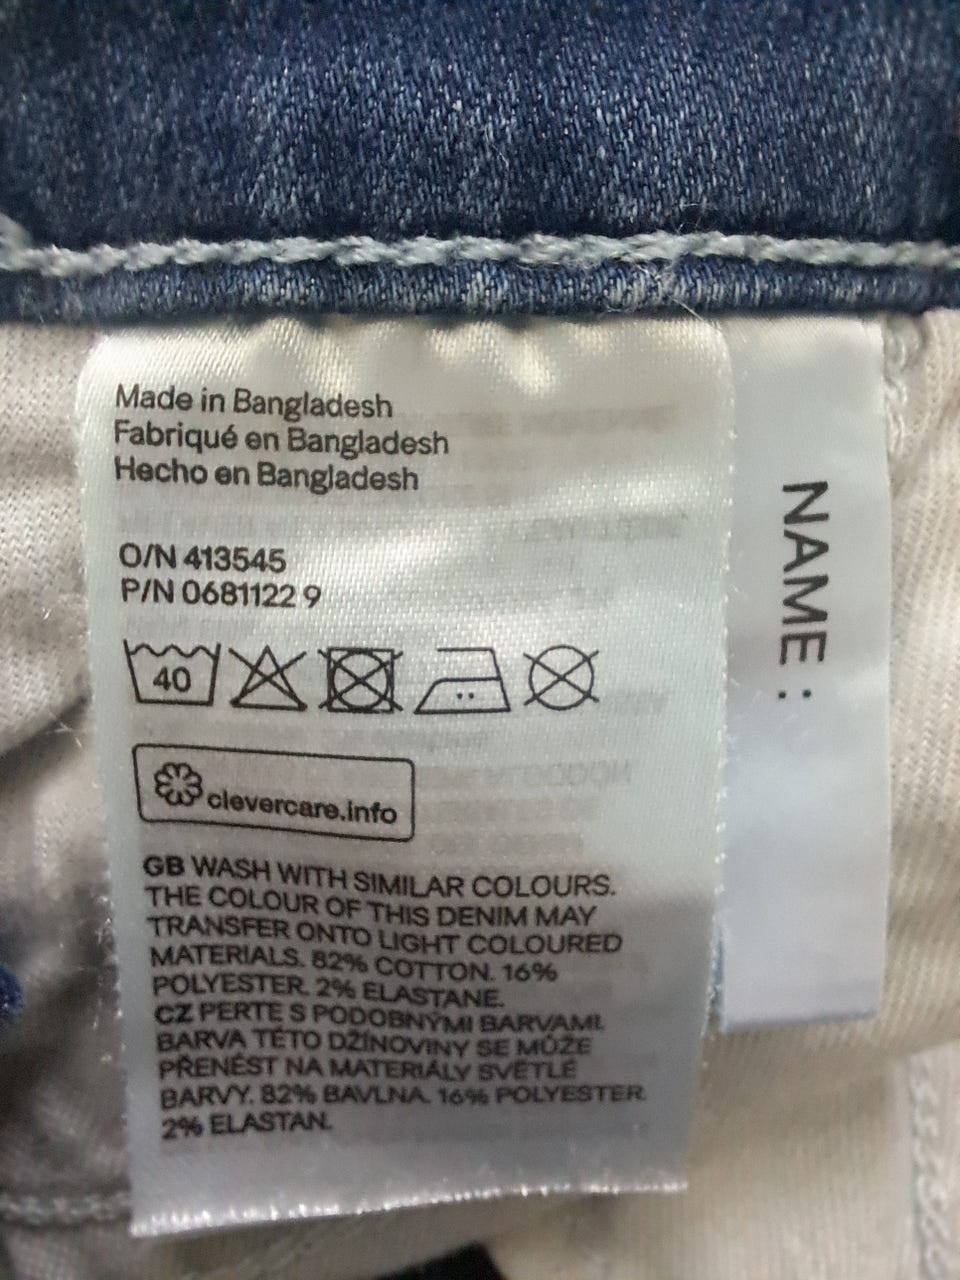 Made in Bangladesh
Fabriqué en Bangladesh
Hecho en Bangladesh
O/N 413545
P/N 0681122 9
40
clevercare.info
GB WASH WITH SIMILAR COLOURS.
THE COLOUR OF THIS DENIM MAY
TRANSFER ONTO LIGHT COLOURED
MATERIALS. 82% COTTON. 16%
POLYESTER. 2% ELASTANE.
CZ PERTE S PODOBNÝMI BARVAMI.
BARVA TÉTO DŽÍNOVINY SE MŮŽE
PŘENÉST NA MATERIÁLY SVĚTLÉ
BARVY. 82% BAVLNA. 16% POLYESTER.
2% ELASTAN.
NAME :